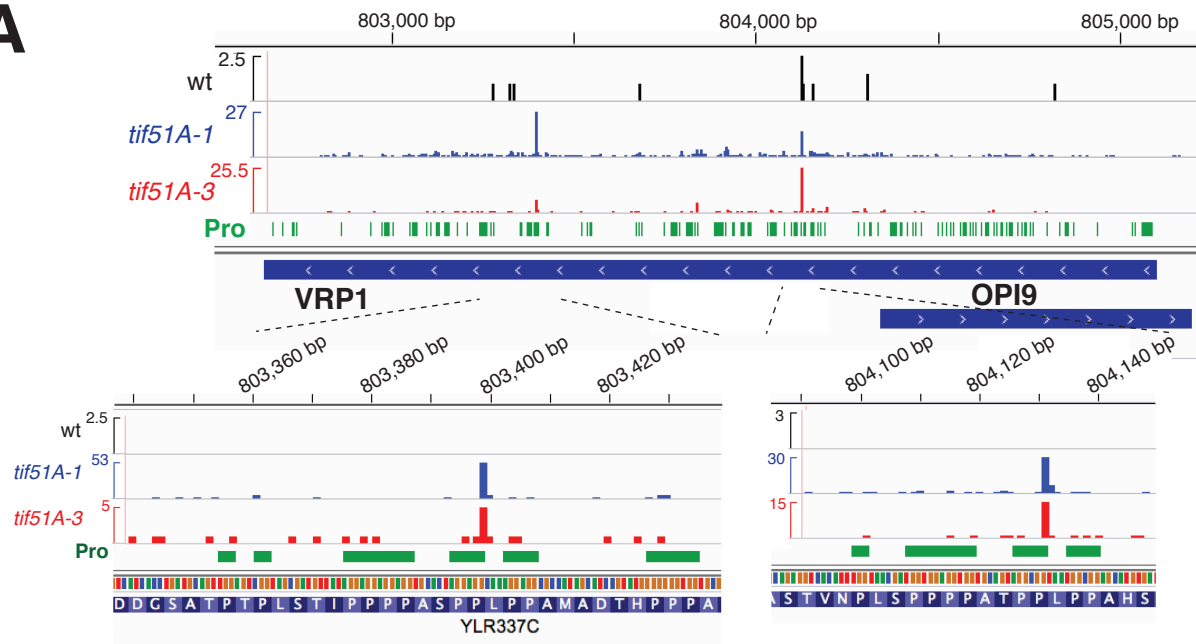 A
803,000 bp 804,000 bp 805,000 bp
wt 2.5
tif51A-1 27
tif51A-3 25.5
Pro
VRP1 OPI9
803,360 bp 803,380 bp 803,400 bp 803,420 bp
804,100 bp 804,120 bp 804,140 bp
wt 2.5 3
tif51A-1 53 30
tif51A-3 5 15
Pro
D D G S A T P T P L S T I P P P P A S P P L P P A M A D T H P P P A
S T V N P L S P P P P A T P P L P P A H S
YLR337C